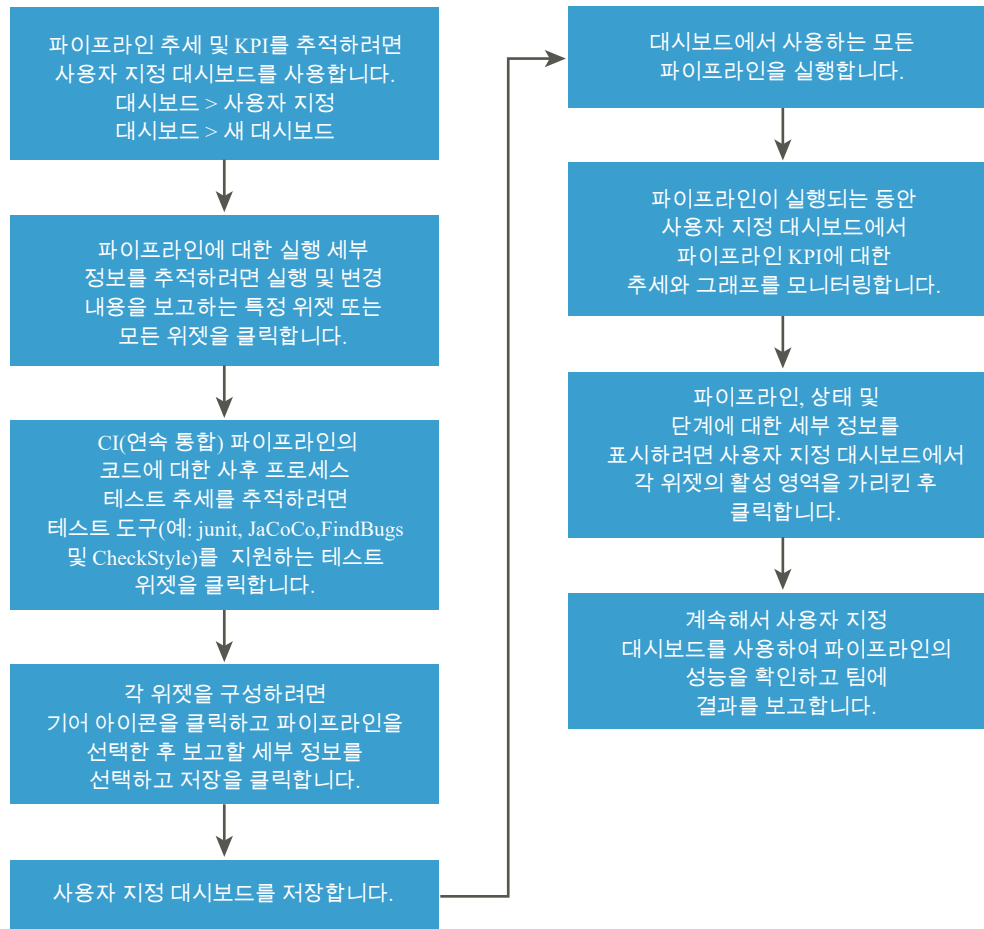 파이프라인 추세 및 KPI를 추적하려면
사용자 지정 대시보드를 사용합니다.
대시보드 > 사용자 지정
대시보드 > 새 대시보드
파이프라인에 대한 실행 세부
정보를 추적하려면 실행 및 변경
내용을 보고하는 특정 위젯 또는
모든 위젯을 클릭합니다.
CI(연속 통합) 파이프라인의
코드에 대한 사후 프로세스
테스트 추세를 추적하려면
테스트 도구(예: junit, JaCoCo,FindBugs
및 CheckStyle)를 지원하는 테스트
위젯을 클릭합니다.
각 위젯을 구성하려면
기어 아이콘을 클릭하고 파이프라인을
선택한 후 보고할 세부 정보를
선택하고 저장을 클릭합니다.
사용자 지정 대시보드를 저장합니다.
대시보드에서 사용하는 모든
파이프라인을 실행합니다.
파이프라인이 실행되는 동안
사용자 지정 대시보드에서
파이프라인 KPI에 대한
추세와 그래프를 모니터링합니다.
파이프라인, 상태 및
단계에 대한 세부 정보를
표시하려면 사용자 지정 대시보드에서
각 위젯의 활성 영역을 가리킨 후
클릭합니다.
계속해서 사용자 지정
대시보드를 사용하여 파이프라인의
성능을 확인하고 팀에
결과를 보고합니다.